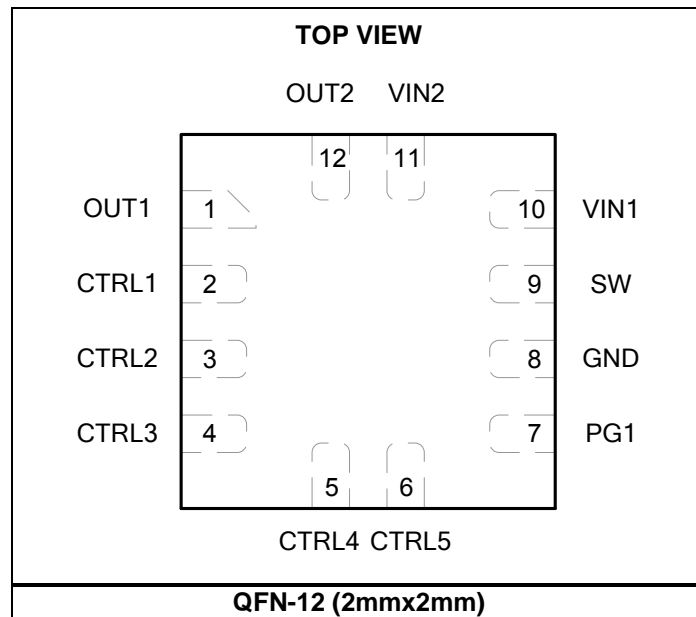 TOP VIEW
OUT2 VIN2
12 11
OUT1 1 10 VIN1
CTRL1 2 9 SW
CTRL2 3 8 GND
CTRL3 4 7 PG1
5 6
CTRL4 CTRL5
QFN-12 (2mmx2mm)